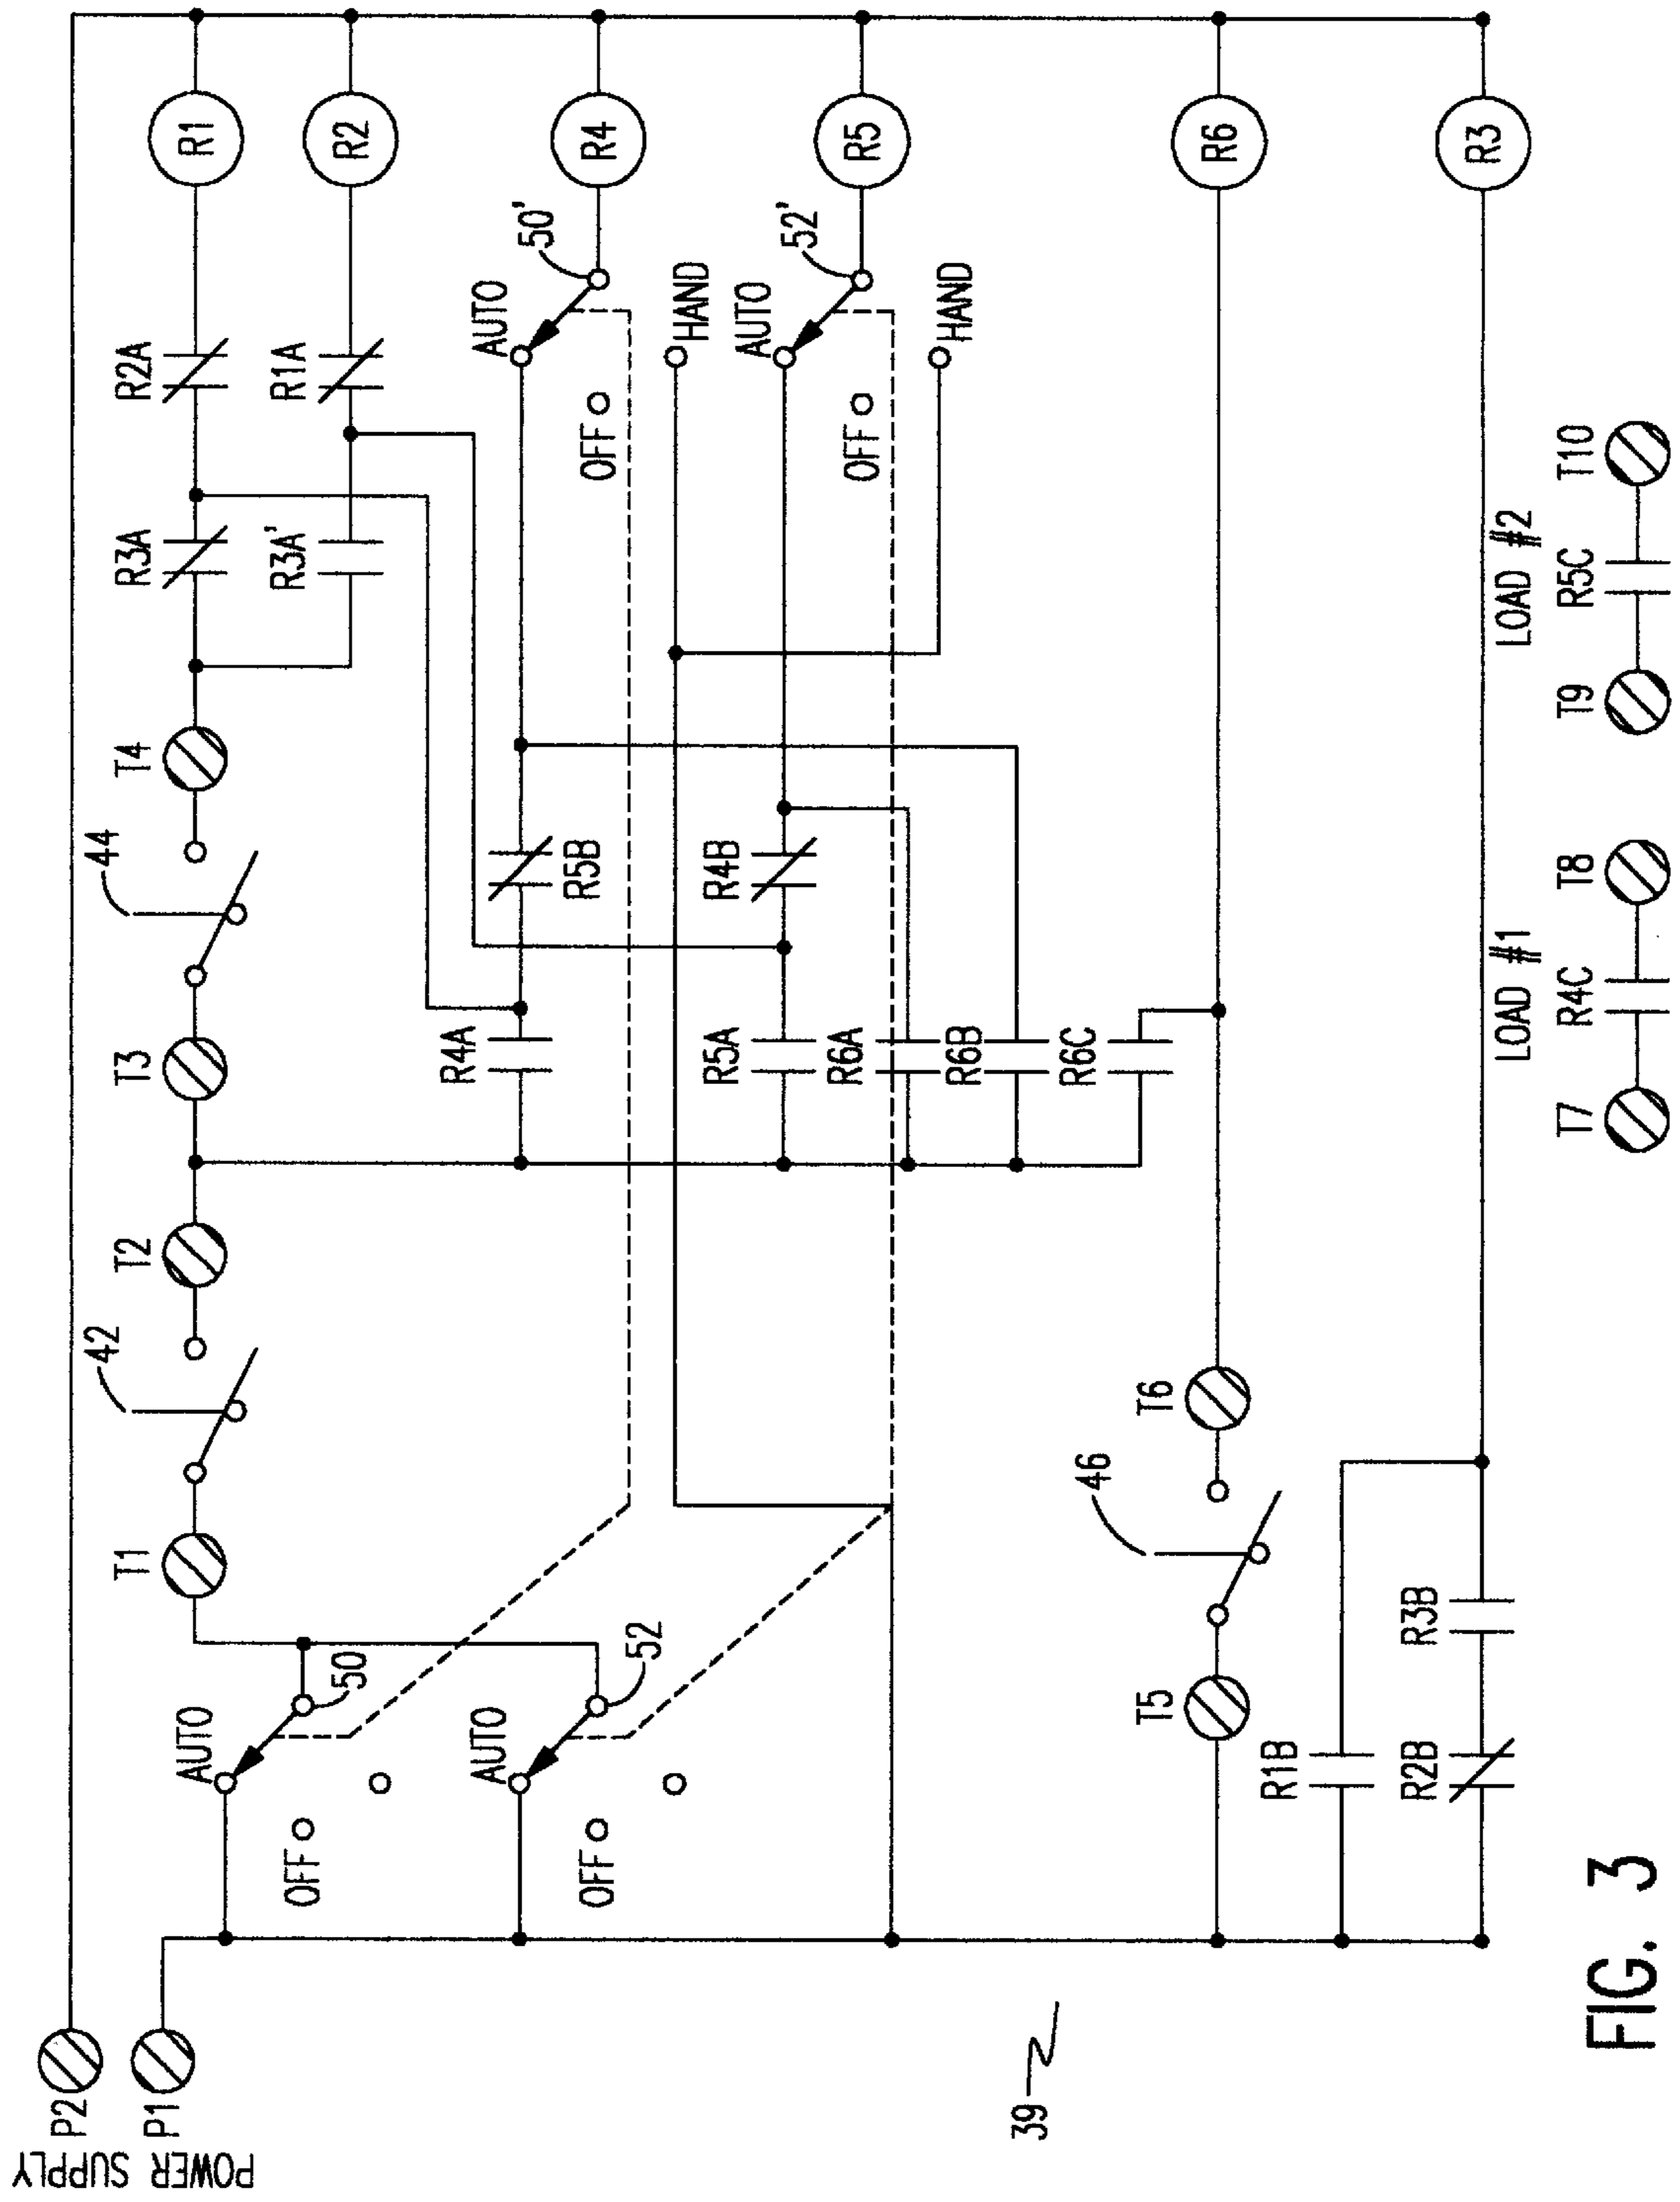 POWER SUPPLY
P2
P1
42
44
T1
T2
T3
T4
R3A
R2A
R1
R3A'
R1A
R2
AUTO
50
OFF
R4A
R5B
AUTO
50'
OFF
HAND
R4
AUTO
52
OFF
R5A
R4B
AUTO
52'
OFF
HAND
R5
R6A
R6B
R6C
39
46
T5
T6
R6
R1B
R2B
R3B
R3
LOAD #1
T7
R4C
T8
LOAD #2
T9
R5C
T10
FIG. 3